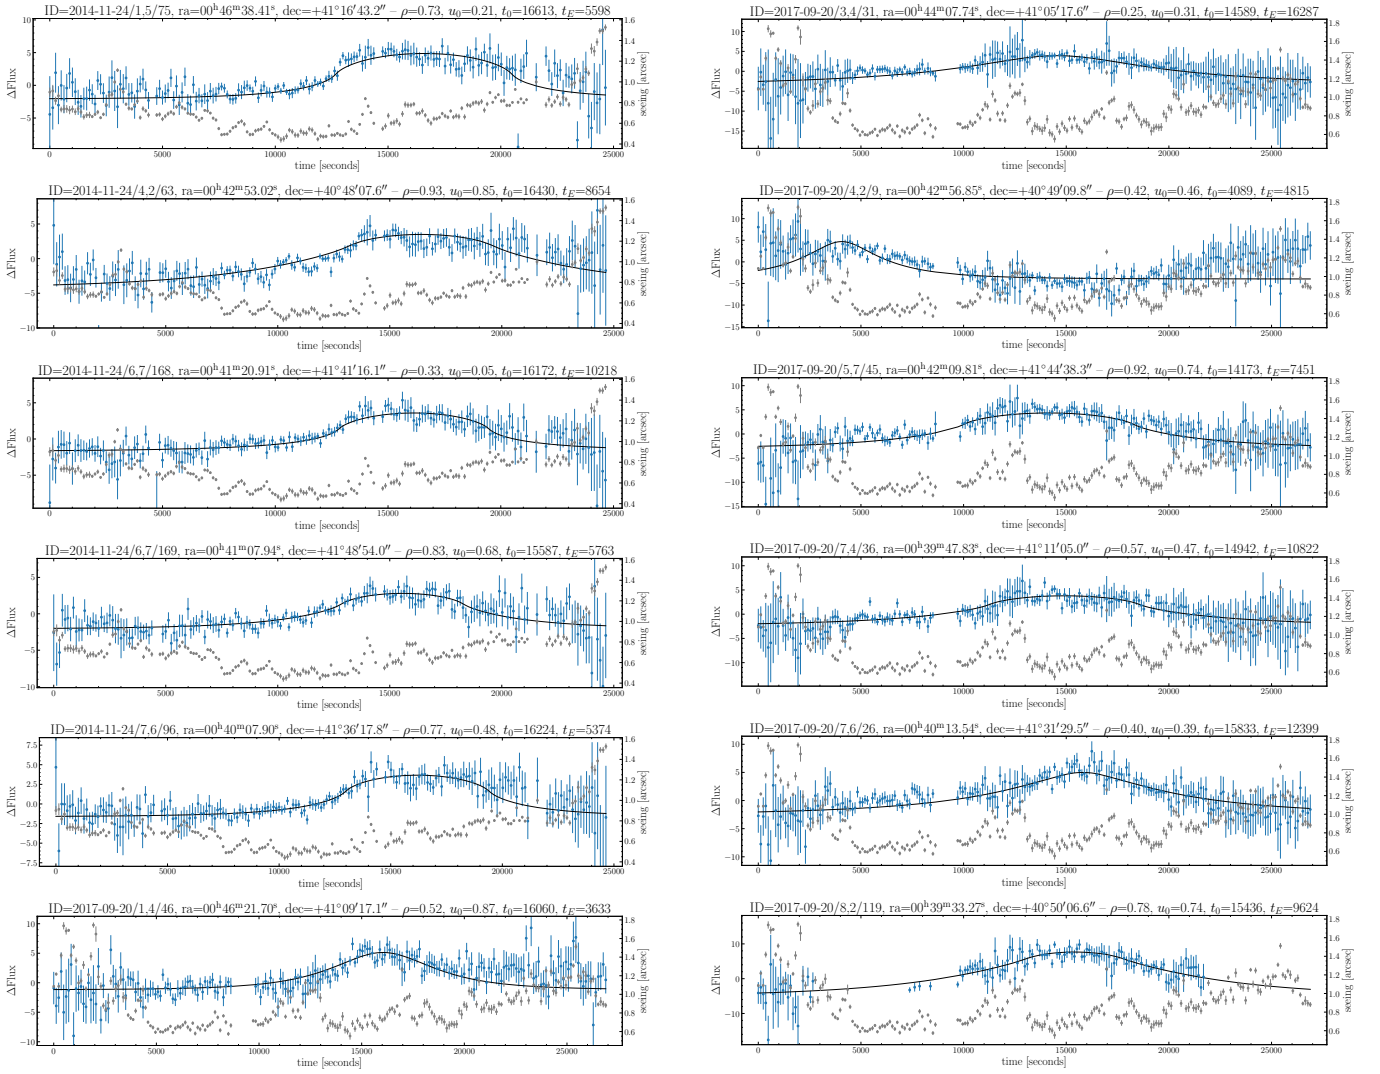 ID=2014-11-24/1,5/75, ra=00h46m38.41s, dec=+41°16′43.2″ – ρ=0.73, u0=0.21, t0=16613, tE=5598
ΔFlux
seeing [arcsec]
time [seconds]
ID=2014-11-24/4,2/63, ra=00h42m53.02s, dec=+40°48′07.6″ – ρ=0.93, u0=0.85, t0=16430, tE=8654
ΔFlux
seeing [arcsec]
time [seconds]
ID=2014-11-24/6,7/168, ra=00h41m20.91s, dec=+41°41′16.1″ – ρ=0.33, u0=0.05, t0=16172, tE=10218
ΔFlux
seeing [arcsec]
time [seconds]
ID=2014-11-24/6,7/169, ra=00h41m07.94s, dec=+41°48′54.0″ – ρ=0.83, u0=0.68, t0=15587, tE=5763
ΔFlux
seeing [arcsec]
time [seconds]
ID=2014-11-24/7,6/96, ra=00h40m07.90s, dec=+41°36′17.8″ – ρ=0.77, u0=0.48, t0=16224, tE=5374
ΔFlux
seeing [arcsec]
time [seconds]
ID=2017-09-20/1.4/46, ra=00h46m21.70s, dec=+41°09′17.1″ – ρ=0.52, u0=0.87, t0=16060, tE=3633
ΔFlux
seeing [arcsec]
time [seconds]
ID=2017-09-20/3.4/31, ra=00h44m07.74s, dec=+41°05′17.6″ – ρ=0.25, u0=0.31, t0=14589, tE=16287
ΔFlux
seeing [arcsec]
time [seconds]
ID=2017-09-20/4.2/9, ra=00h42m56.85s, dec=+40°49′09.8″ – ρ=0.42, u0=0.46, t0=4089, tE=4815
ΔFlux
seeing [arcsec]
time [seconds]
ID=2017-09-20/5.7/45, ra=00h42m09.81s, dec=+41°44′38.3″ – ρ=0.92, u0=0.74, t0=14173, tE=7451
ΔFlux
seeing [arcsec]
time [seconds]
ID=2017-09-20/7.4/36, ra=00h39m47.83s, dec=+41°11′05.0″ – ρ=0.57, u0=0.47, t0=14942, tE=10822
ΔFlux
seeing [arcsec]
time [seconds]
ID=2017-09-20/7.6/26, ra=00h40m13.54s, dec=+41°31′29.5″ – ρ=0.40, u0=0.39, t0=15833, tE=12399
ΔFlux
seeing [arcsec]
time [seconds]
ID=2017-09-20/8.2/119, ra=00h39m33.27s, dec=+40°50′06.6″ – ρ=0.78, u0=0.74, t0=15436, tE=9624
ΔFlux
seeing [arcsec]
time [seconds]